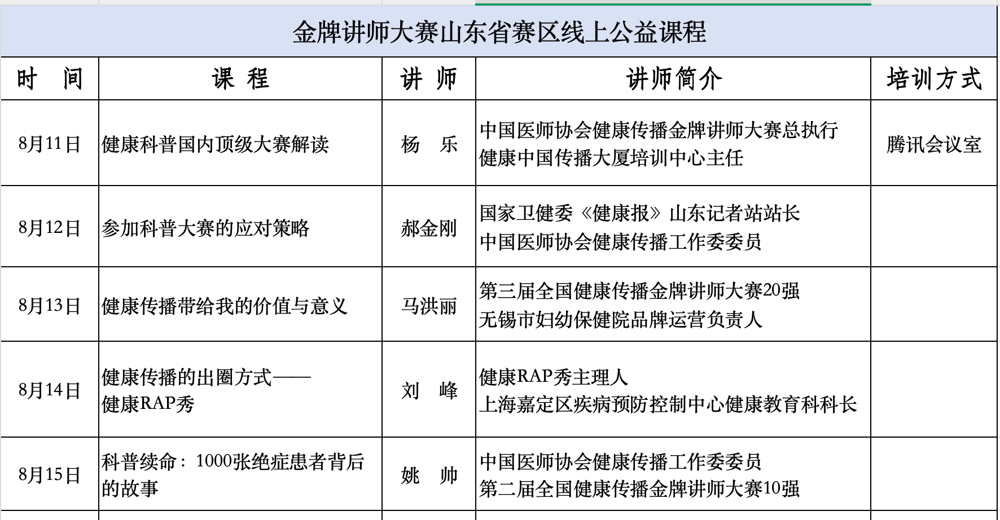 金牌讲师大赛山东省赛区线上公益课程
时 间 课 程 讲 师 讲师简介 培训方式
8月11日 健康科普国内顶级大赛解读 杨 乐 中国医师协会健康传播金牌讲师大赛总执行
健康中国传播大厦培训中心主任 腾讯会议室
8月12日 参加科普大赛的应对策略 郝金刚 国家卫健委《健康报》山东记者站站长
中国医师协会健康传播工作委委员
8月13日 健康传播带给我的价值与意义 马洪丽 第三届全国健康传播金牌讲师大赛20强
无锡市妇幼保健院品牌运营负责人
8月14日 健康传播的出圈方式——
健康RAP秀 刘 峰 健康RAP秀主理人
上海嘉定区疾病预防控制中心健康教育科科长
8月15日 科普续命：1000张绝症患者背后
的故事 姚 帅 中国医师协会健康传播工作委委员
第二届全国健康传播金牌讲师大赛10强